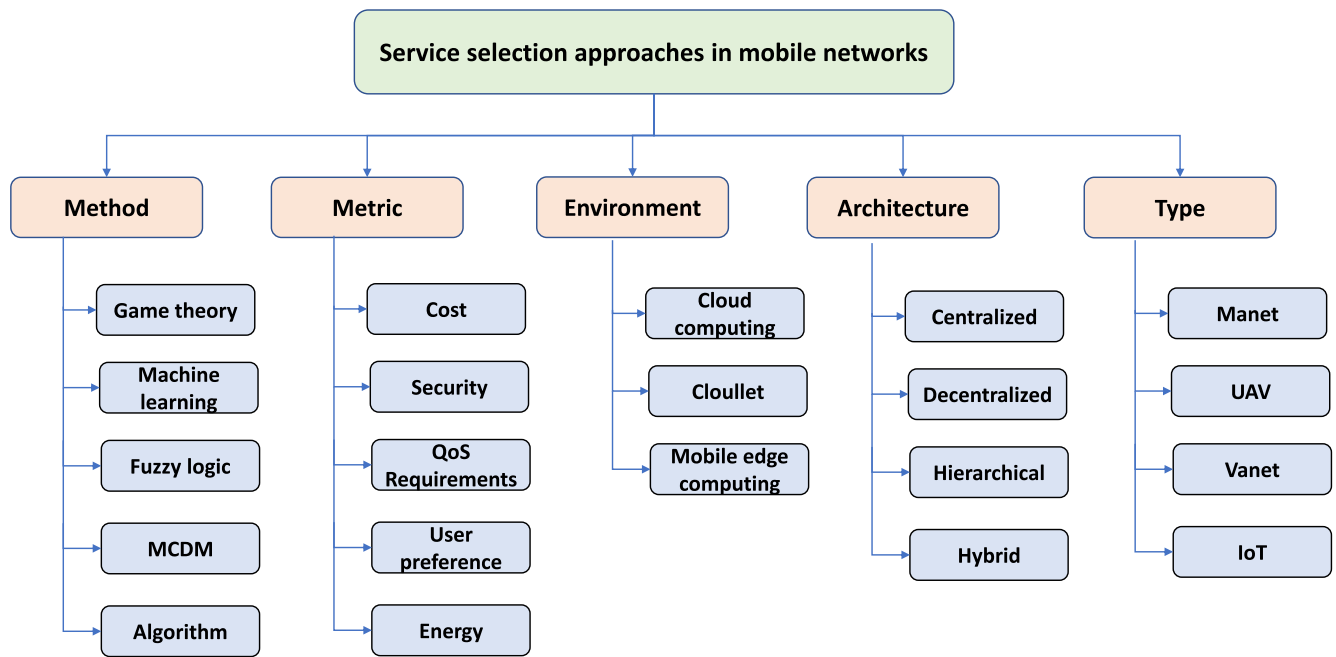 Service selection approaches in mobile networks
Method
Game theory
Machine
learning
Fuzzy logic
MCDM
Algorithm
Metric
Cost
Security
QoS
Requirements
User
preference
Energy
Environment
Cloud
computing
Cloullet
Mobile edge
computing
Architecture
Centralized
Decentralized
Hierarchical
Hybrid
Type
Manet
UAV
Vanet
IoT